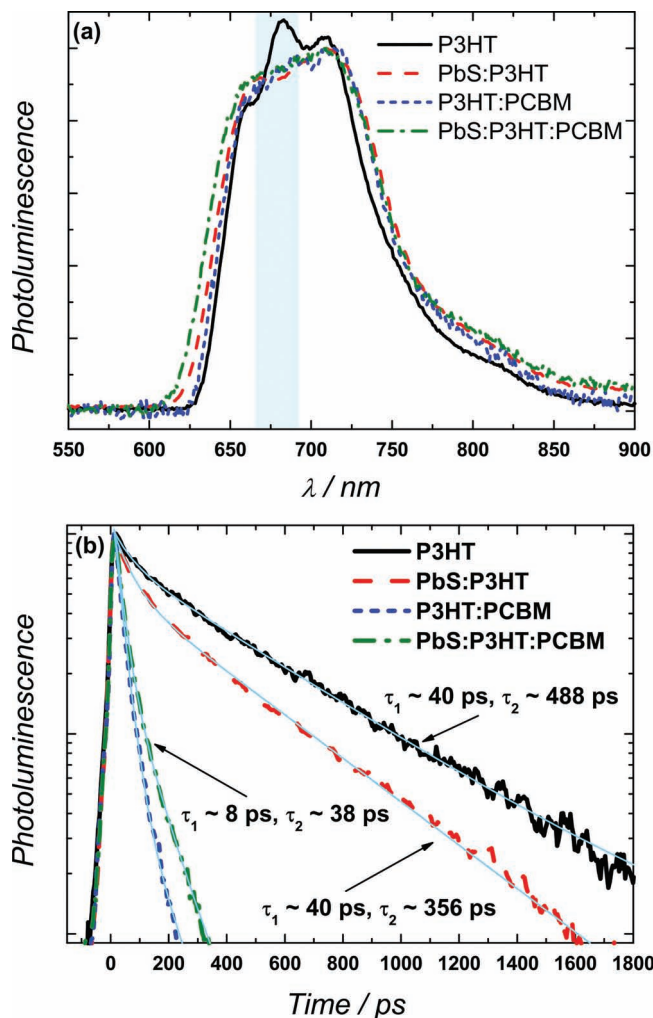 (a)
P3HT
PbS:P3HT
P3HT:PCBM
PbS:P3HT:PCBM
Photoluminescence
550 600 650 700 750 800 850 900
λ / nm
(b)
P3HT
PbS:P3HT
P3HT:PCBM
PbS:P3HT:PCBM
τ₁ ~ 40 ps, τ₂ ~ 488 ps
τ₁ ~ 8 ps, τ₂ ~ 38 ps
τ₁ ~ 40 ps, τ₂ ~ 356 ps
Photoluminescence
0 200 400 600 800 1000 1200 1400 1600 1800
Time / ps